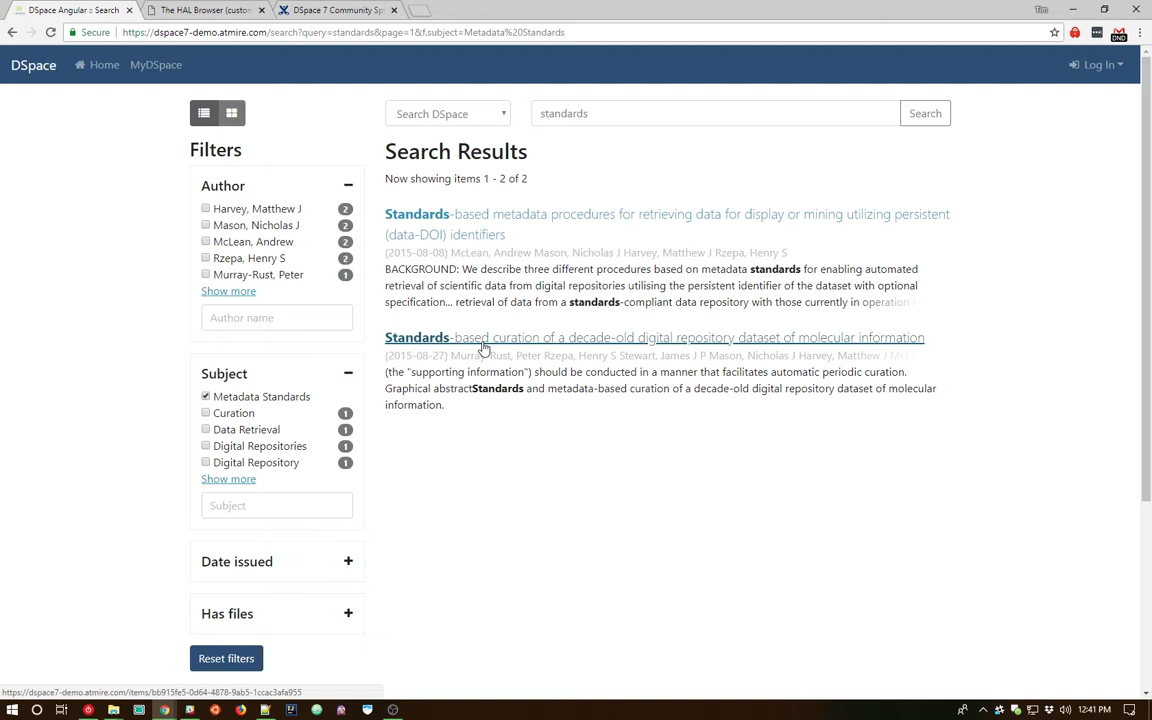 DSpace Angular :: Search
The HAL Browser (custom
DSpace 7 Community Sp
Tim
Secure
https://dspace7-demo.atmire.com/search?query=standards&page=1&f.subject=Metadata%20Standards
DND
DSpace
Home
MyDSpace
Log In
Search DSpace
standards
Search
Filters
Search Results
Now showing items 1 - 2 of 2
Author
Harvey, Matthew J 2
Mason, Nicholas J 2
McLean, Andrew 2
Rzepa, Henry S 2
Murray-Rust, Peter 1
Show more
Author name
Standards-based metadata procedures for retrieving data for display or mining utilizing persistent
(data-DOI) identifiers
(2015-08-08) McLean, Andrew Mason, Nicholas J Harvey, Matthew J Rzepa, Henry S
BACKGROUND: We describe three different procedures based on metadata standards for enabling automated
retrieval of scientific data from digital repositories utilising the persistent identifier of the dataset with optional
specification... retrieval of data from a standards-compliant data repository with those currently in operation
Standards-based curation of a decade-old digital repository dataset of molecular information
(2015-08-27) Murray-Rust, Peter Rzepa, Henry S Stewart, James J P Mason, Nicholas J Harvey, Matthew J McL
(the "supporting information") should be conducted in a manner that facilitates automatic periodic curation.
Graphical abstractStandards and metadata-based curation of a decade-old digital repository dataset of molecular
information.
Subject
Metadata Standards
Curation 1
Data Retrieval 1
Digital Repositories 1
Digital Repository 1
Show more
Subject
Date issued
Has files
Reset filters
https://dspace7-demo.atmire.com/items/bb915fe5-0d64-4878-9ab5-1ccac3afa955
12:41 PM